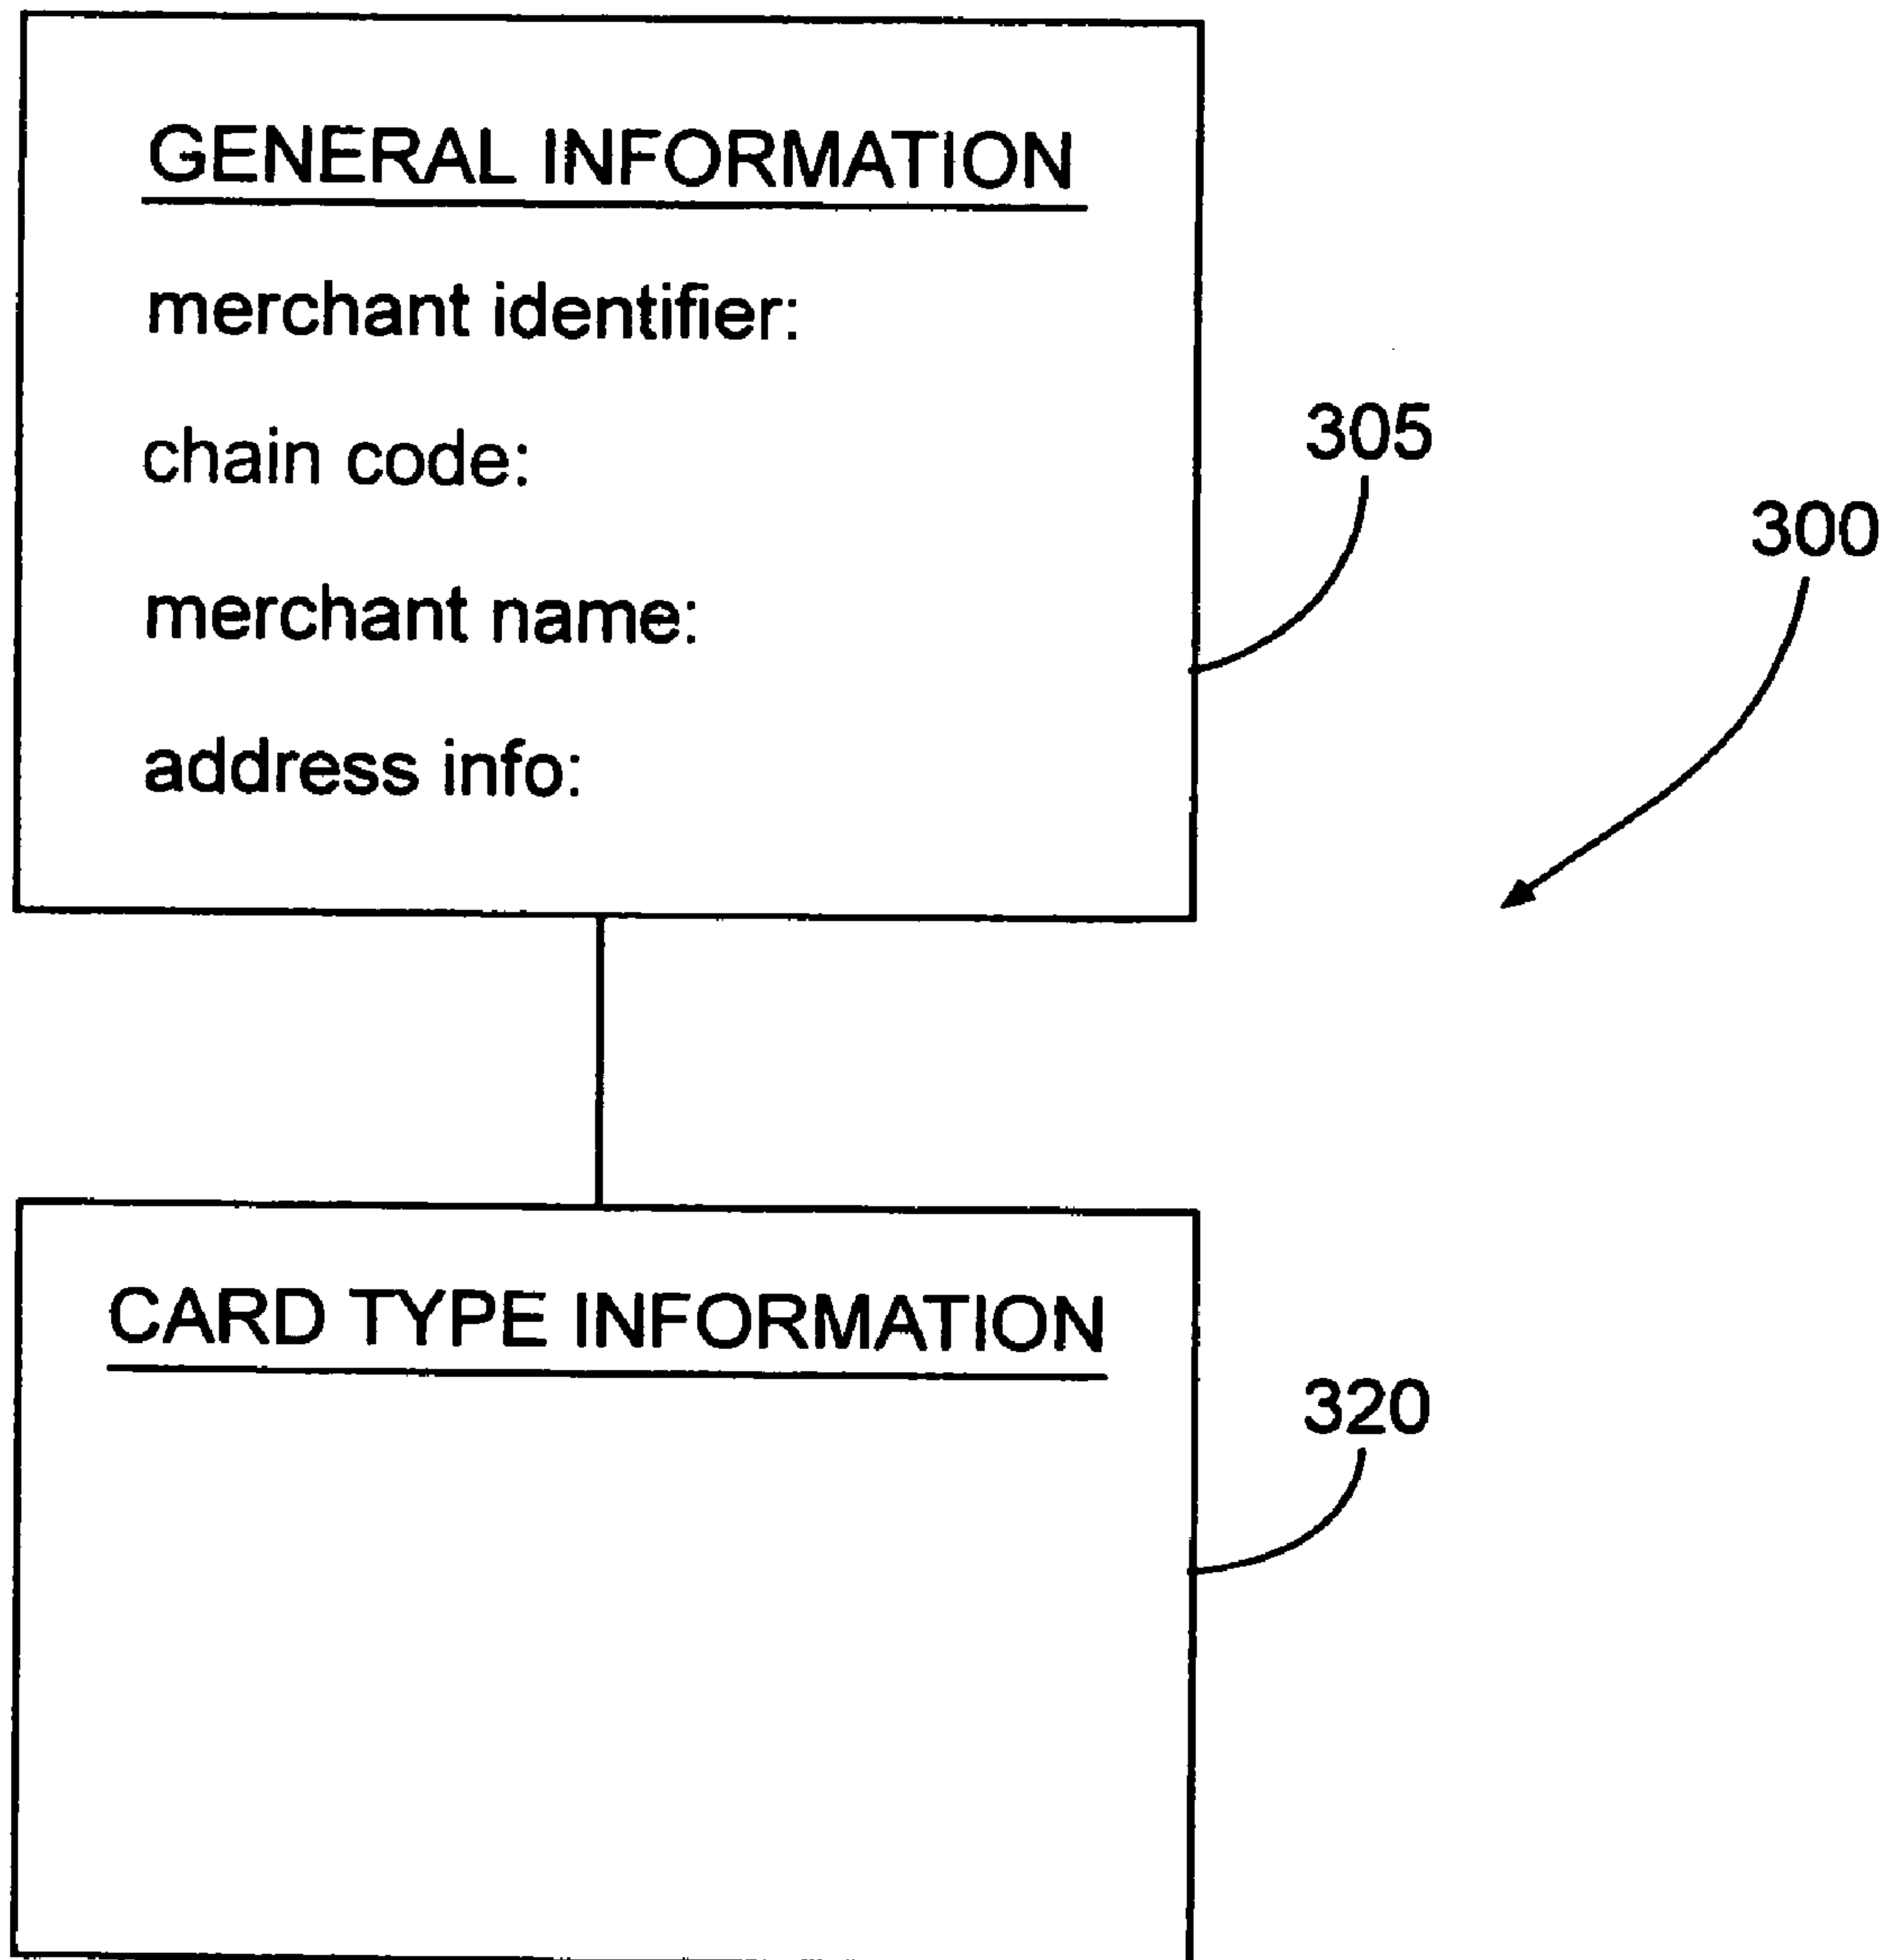 GENERAL INFORMATION
merchant identifier:
chain code:
merchant name:
address info:
305
300
CARD TYPE INFORMATION
320